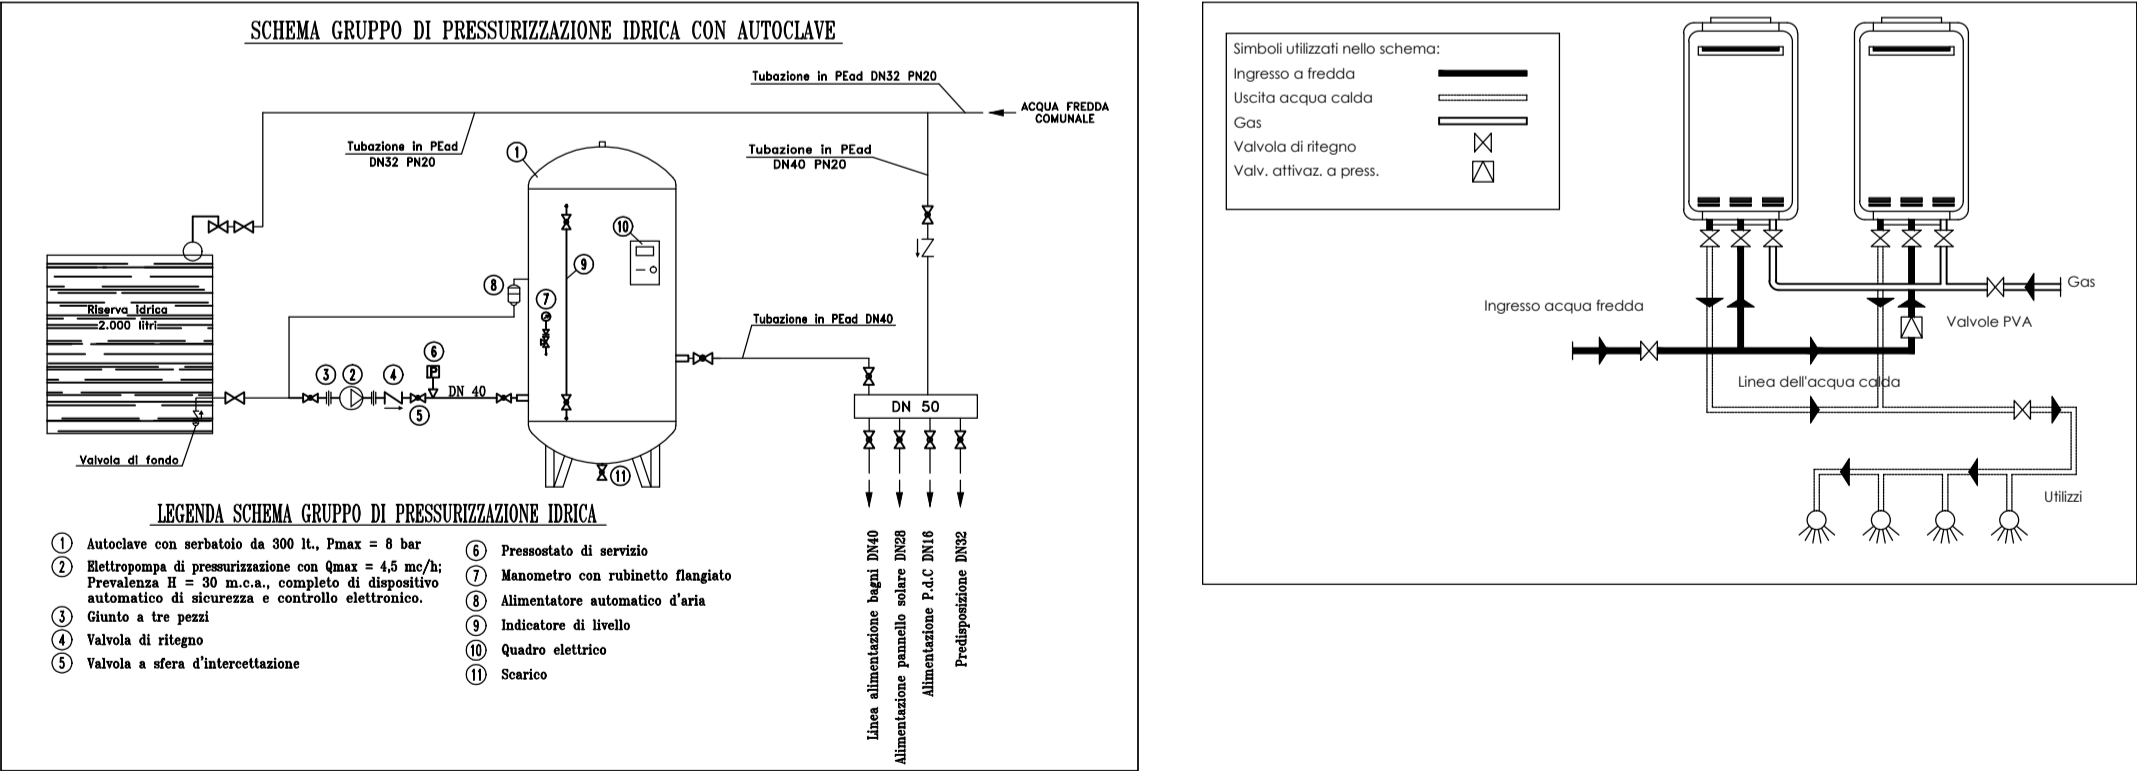 SCHEMA GRUPPO DI PRESSURIZZAZIONE IDRICA CON AUTOCLAVE
Tubazione in PEad DN32 PN20
ACQUA FREDDA
COMUNALE
Tubazione in PEad
DN32 PN20
Tubazione in PEad
DN40 PN20
1
10
9
8
7
Riserva idrica
2.000 litri
Tubazione in PEad DN40
6
P
3
2
4
DN 40
5
DN 50
Valvola di fondo
11
LEGENDA SCHEMA GRUPPO DI PRESSURIZZAZIONE IDRICA
1 Autoclave con serbatoio da 300 lt., Pmax = 8 bar
2 Elettropompa di pressurizzazione con Qmax = 4,5 mc/h;
Prevalenza H = 30 m.c.a., completo di dispositivo
automatico di sicurezza e controllo elettronico.
3 Giunto a tre pezzi
4 Valvola di ritegno
5 Valvola a sfera d'intercettazione
6 Pressostato di servizio
7 Manometro con rubinetto flangiato
8 Alimentatore automatico d'aria
9 Indicatore di livello
10 Quadro elettrico
11 Scarico
Linea alimentazione bagni DN40
Alimentazione pannello solare DN28
Alimentazione P.d.C DN16
Predisposizione DN32
Simboli utilizzati nello schema:
Ingresso a fredda
Uscita acqua calda
Gas
Valvola di ritegno
Valv. attivaz. a press.
Gas
Ingresso acqua fredda
Valvole PVA
Linea dell'acqua calda
Utilizzi